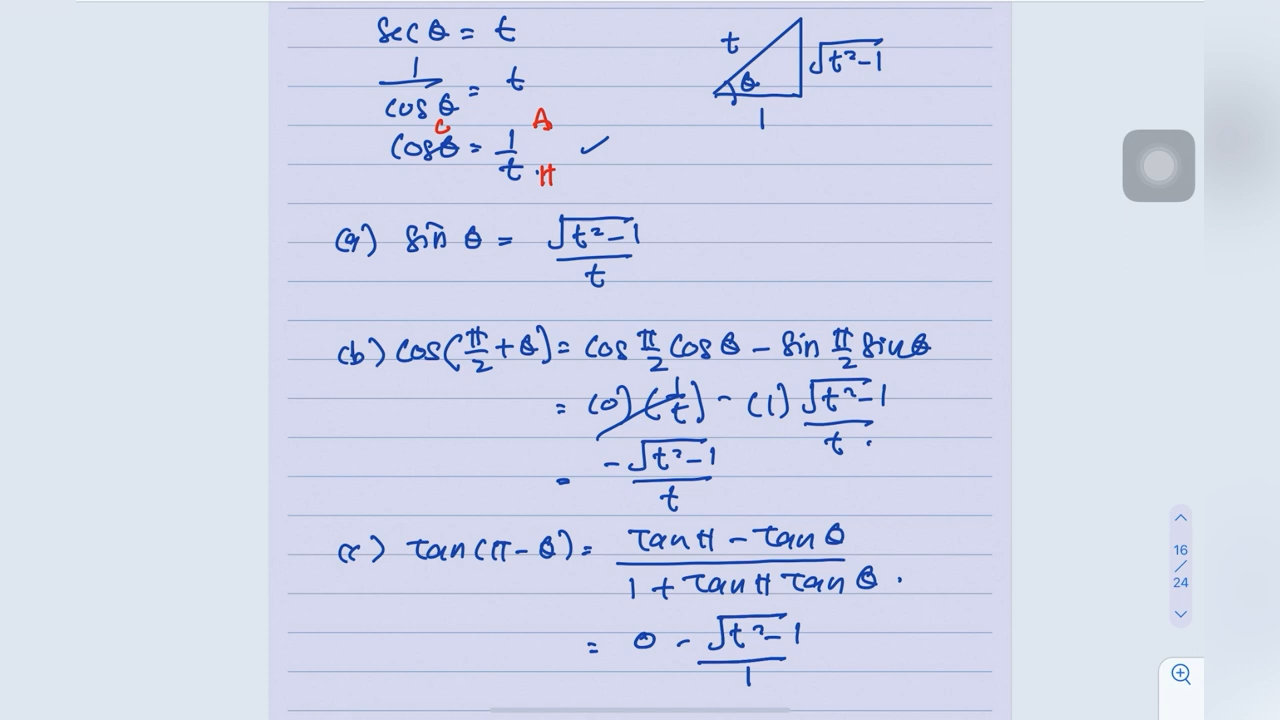 sec θ = t
1/cos θ = t
cos θ = 1/t ✓
C A H
t
θ
√(t²-1)
1
(a) sin θ = √(t²-1)/t
(b) cos(π/2 + θ) = cos π/2 cos θ - sin π/2 sin θ
= (0)(1/t) - (1) √(t²-1)/t.
= -√(t²-1)/t
(c) tan(π - θ) = (Tan π - Tan θ)/(1 + Tan π Tan θ).
= 0 - √(t²-1)/1
16
/
24